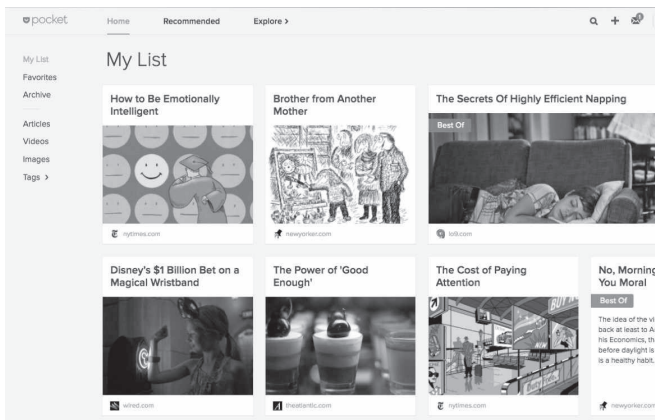 pocket
Home
Recommended
Explore >
My List
Favorites
Archive
Articles
Videos
Images
Tags >
My List
How to Be Emotionally
Intelligent
nytimes.com
Brother from Another
Mother
newyorker.com
The Secrets Of Highly Efficient Napping
Best Of
io9.com
Disney's $1 Billion Bet on a
Magical Wristband
wired.com
The Power of 'Good
Enough'
theatlantic.com
The Cost of Paying
Attention
BUY N
NEW
nytimes.com
No, Morning
You Moral
Best Of
The idea of the vi
back at least to A
his Economics, th
before daylight is
is a healthy habit.
newyorker.com